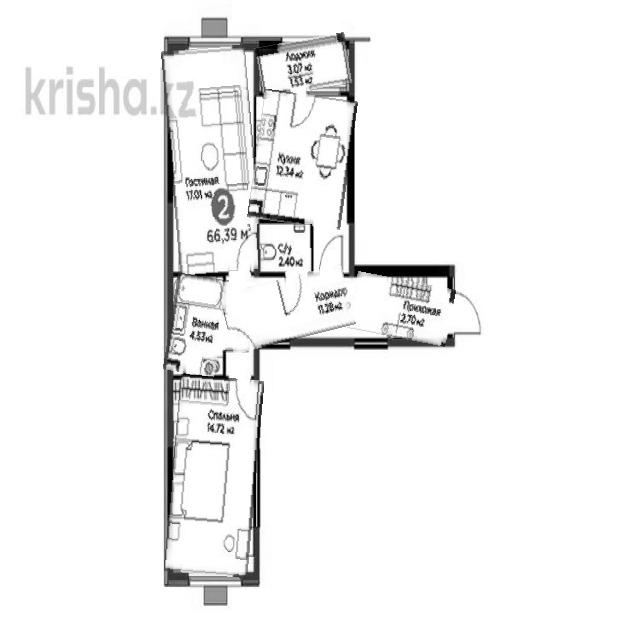 krisha.kz
Лоджия
3.07 м2
1.53 м2
Кухня
12.34 м2
Гостиная
17.01 м2
2
66,39 м²
С/у
2.40 м2
Коридор
11.28 м2
Прихожая
2.70 м2
Ванная
4.53 м2
Спальня
14.72 м2